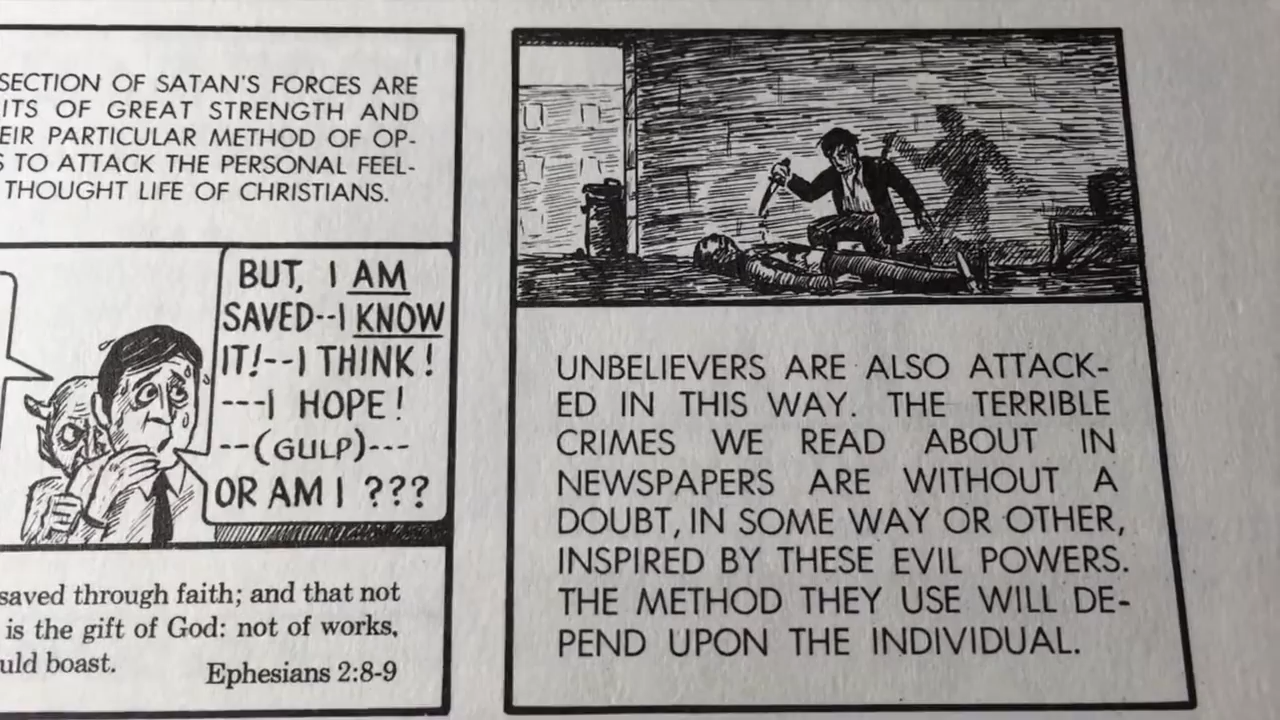 SECTION OF SATAN'S FORCES ARE
ITS OF GREAT STRENGTH AND
EIR PARTICULAR METHOD OF OP-
S TO ATTACK THE PERSONAL FEEL-
THOUGHT LIFE OF CHRISTIANS.
BUT, I AM
SAVED--I KNOW
IT!--I THINK!
---I HOPE!
--(GULP)---
OR AM I ???
saved through faith; and that not
is the gift of God: not of works,
uld boast.
Ephesians 2:8-9
UNBELIEVERS ARE ALSO ATTACK-
ED IN THIS WAY. THE TERRIBLE
CRIMES WE READ ABOUT IN
NEWSPAPERS ARE WITHOUT A
DOUBT, IN SOME WAY OR OTHER,
INSPIRED BY THESE EVIL POWERS.
THE METHOD THEY USE WILL DE-
PEND UPON THE INDIVIDUAL.